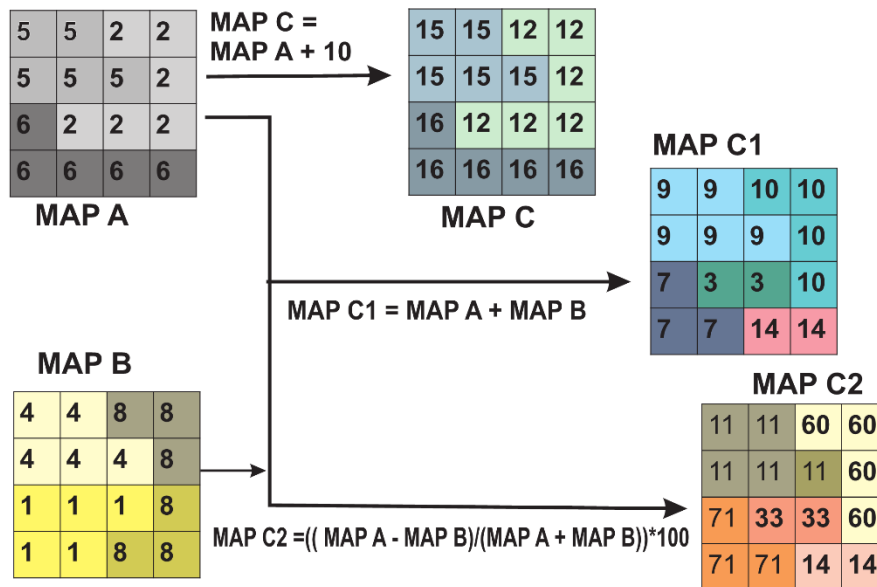 5 5 2 2
5 5 5 2
6 2 2 2
6 6 6 6
MAP A
MAP C =
MAP A + 10
15 15 12 12
15 15 15 12
16 12 12 12
16 16 16 16
MAP C
MAP C1
9 9 10 10
9 9 9 10
7 3 3 10
7 7 14 14
MAP C1 = MAP A + MAP B
MAP B
4 4 8 8
4 4 4 8
1 1 1 8
1 1 8 8
MAP C2
11 11 60 60
11 11 11 60
71 33 33 60
71 71 14 14
MAP C2 =(( MAP A - MAP B)/(MAP A + MAP B))*100